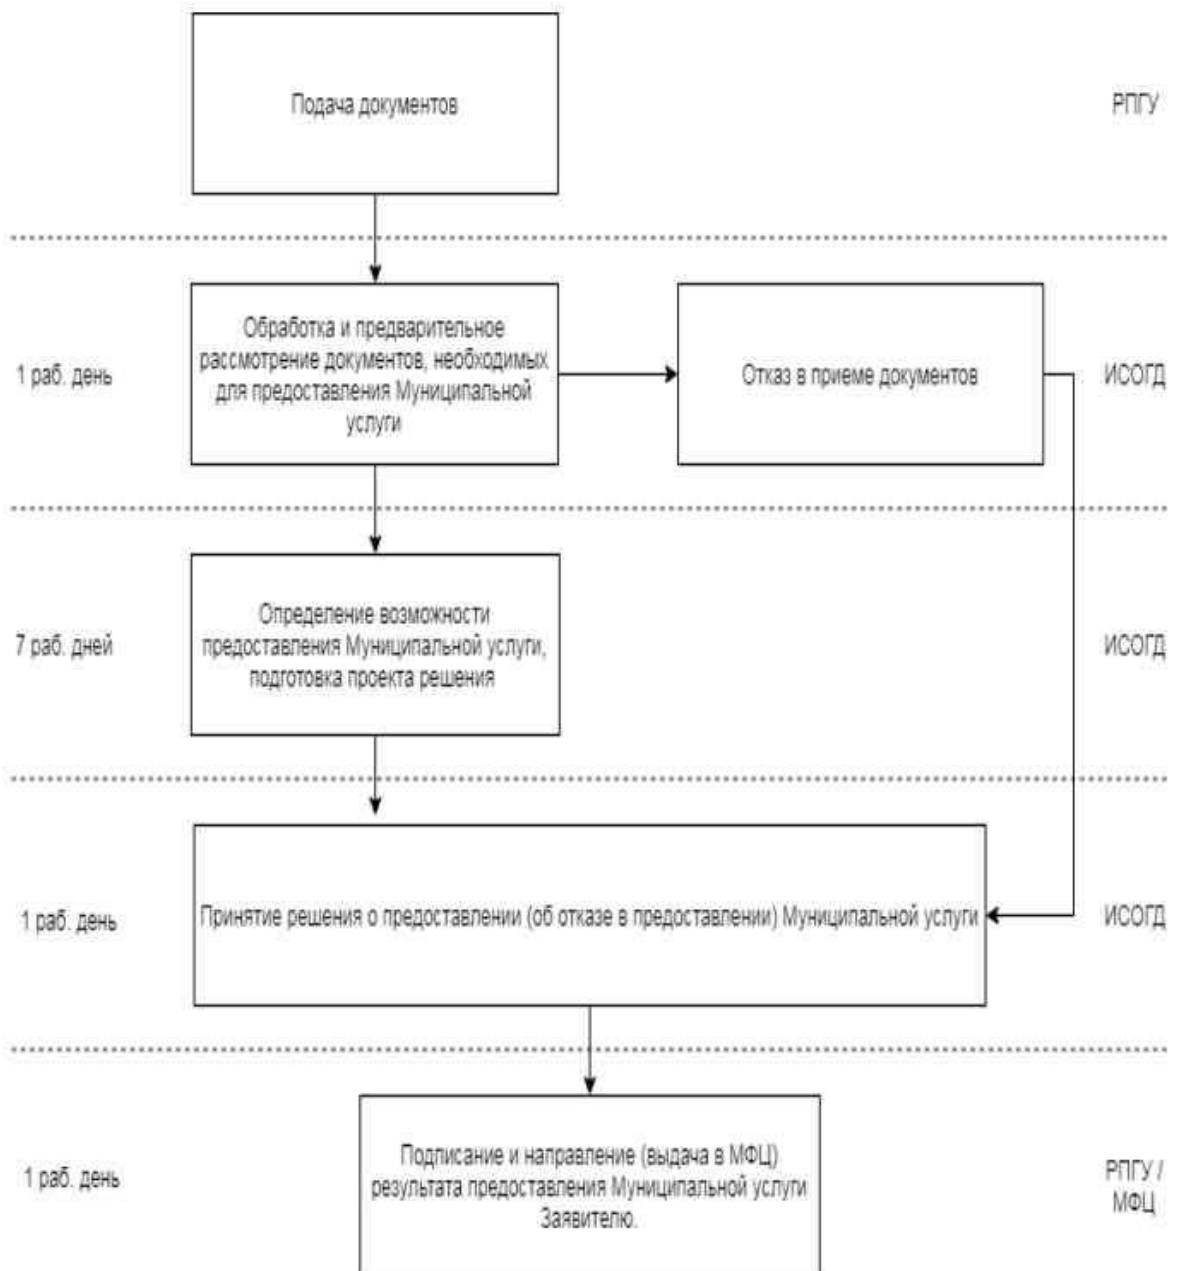 Подача документов
РПГУ
1 раб. день
Обработка и предварительное
рассмотрение документов, необходимых
для предоставления Муниципальной
услуги
Отказ в приеме документов
ИСОГД
7 раб. дней
Определение возможности
предоставления Муниципальной услуги,
подготовка проекта решения
ИСОГД
1 раб. день
Принятие решения о предоставлении (об отказе в предоставлении) Муниципальной услуги
ИСОГД
1 раб. день
Подписание и направление (выдача в МФЦ)
результата предоставления Муниципальной услуги
Заявителю.
РПГУ /
МФЦ